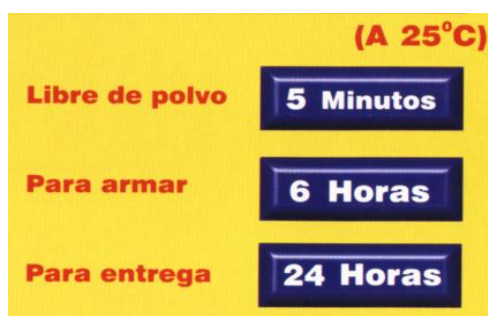 (A 25°C)
Libre de polvo 5 Minutos
Para armar 6 Horas
Para entrega 24 Horas